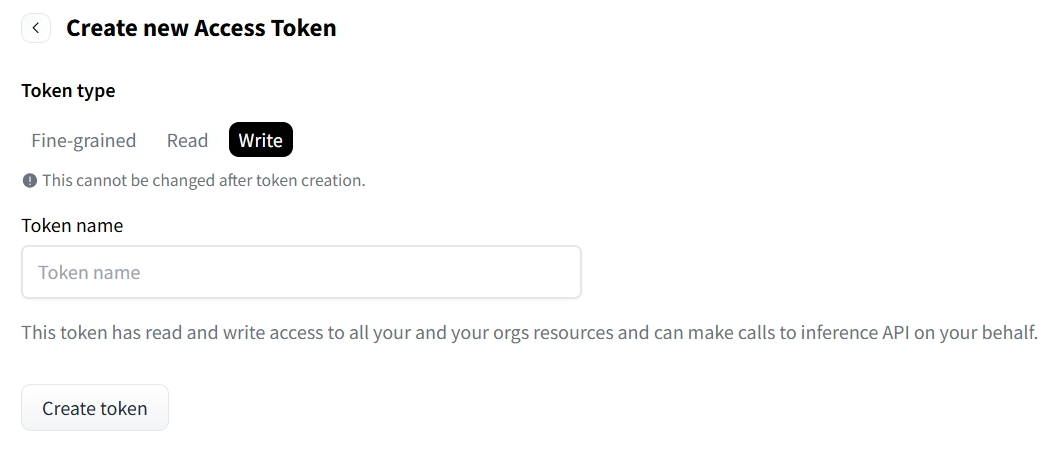 Create new Access Token
Token type
Fine-grained Read Write
This cannot be changed after token creation.
Token name
Token name
This token has read and write access to all your and your orgs resources and can make calls to inference API on your behalf.
Create token